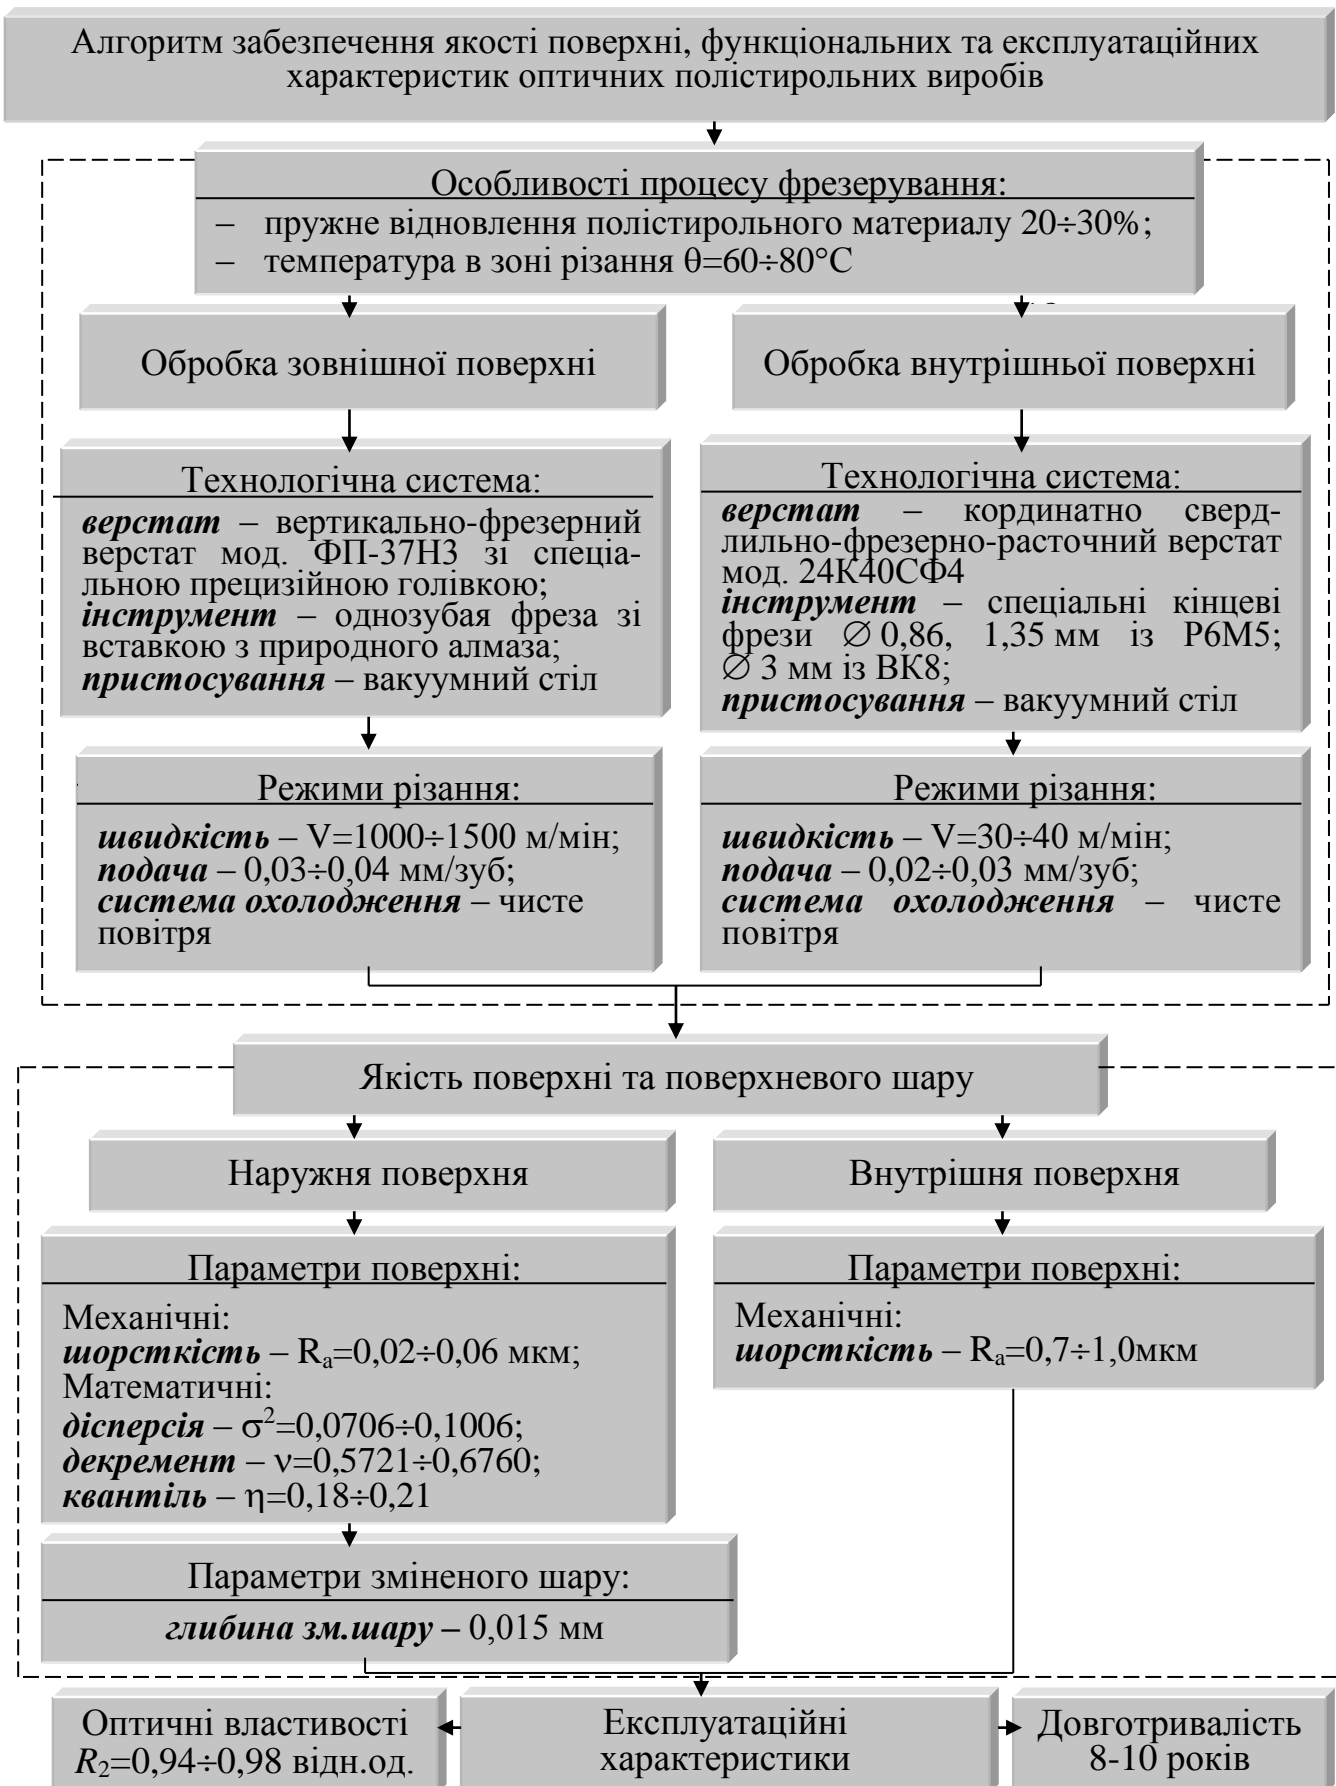 Алгоритм забезпечення якості поверхні, функціональних та експлуатаційних
характеристик оптичних полістирольних виробів
Особливості процесу фрезерування:
– пружне відновлення полістирольного материалу 20÷30%;
– температура в зоні різання θ=60÷80°С
Обробка зовнішної поверхні
Обробка внутрішньої поверхні
Технологічна система:
верстат – вертикально-фрезерний
верстат мод. ФП-37Н3 зі спеціа-
льною прецизійною голівкою;
інструмент – однозубая фреза зі
вставкою з природного алмаза;
пристосування – вакуумний стіл
Технологічна система:
верстат – кординатно сверд-
лильно-фрезерно-расточний верстат
мод. 24К40СФ4
інструмент – спеціальні кінцеві
фрези ∅ 0,86, 1,35 мм із Р6М5;
∅ 3 мм із ВК8;
пристосування – вакуумний стіл
Режими різання:
швидкість – V=1000÷1500 м/мін;
подача – 0,03÷0,04 мм/зуб;
система охолодження – чисте
повітря
Режими різання:
швидкість – V=30÷40 м/мін;
подача – 0,02÷0,03 мм/зуб;
система охолодження – чисте
повітря
Якість поверхні та поверхневого шару
Наружня поверхня
Внутрішня поверхня
Параметри поверхні:
Механічні:
шорсткість – Ra=0,02÷0,06 мкм;
Математичні:
дісперсія – σ²=0,0706÷0,1006;
декремент – ν=0,5721÷0,6760;
квантіль – η=0,18÷0,21
Параметри поверхні:
Механічні:
шорсткість – Ra=0,7÷1,0мкм
Параметри зміненого шару:
глибина зм.шару – 0,015 мм
Оптичні властивості
R₂=0,94÷0,98 відн.од.
Експлуатаційні
характеристики
Довготривалість
8-10 років